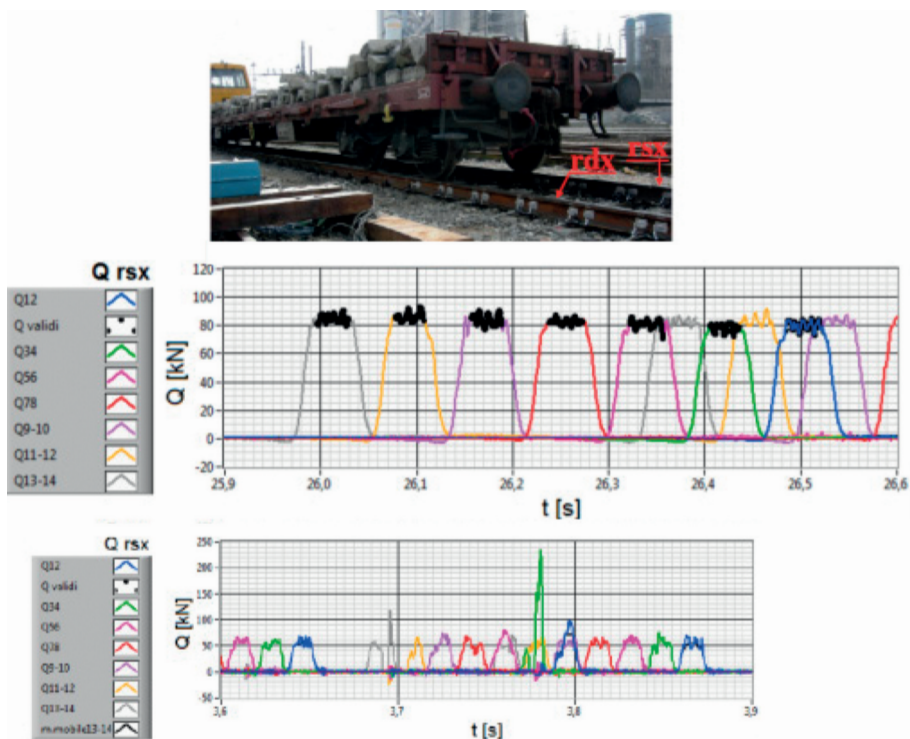 rdx rsx
Q rsx
Q12
Q validi
Q34
Q56
Q78
Q9-10
Q11-12
Q13-14
Q [kN]
120
100
80
60
40
20
0
-20
25,9 26,0 26,1 26,2 26,3 26,4 26,5 26,6
t [s]
Q rsx
Q12
Q validi
Q34
Q56
Q78
Q9-10
Q11-12
Q13-14
m.mobile13-14
Q [kN]
250
200
150
100
50
0
-50
3,6 3,7 3,8 3,9
t [s]